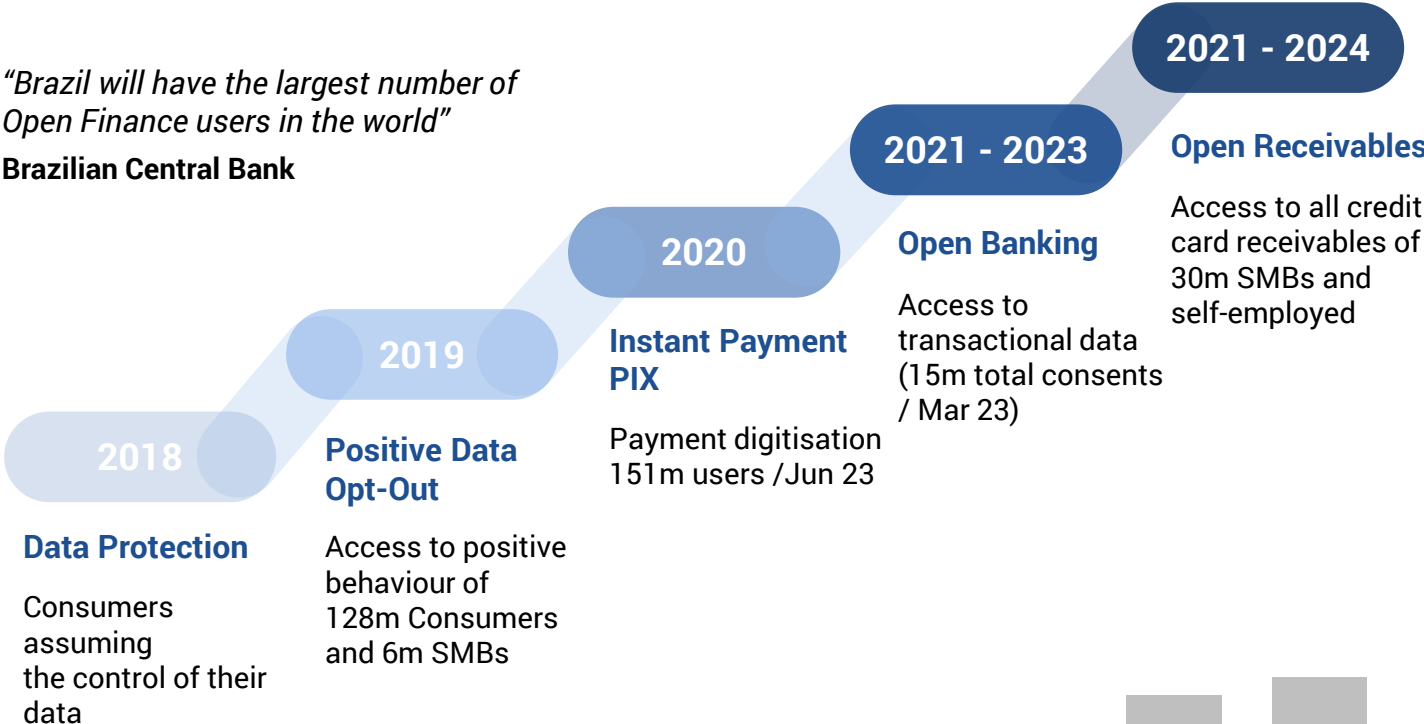 “Brazil will have the largest number of
Open Finance users in the world”
Brazilian Central Bank
2018
Data Protection
Consumers
assuming
the control of their
data
2019
Positive Data
Opt-Out
Access to positive
behaviour of
128m Consumers
and 6m SMBs
2020
Instant Payment
PIX
Payment digitisation
151m users /Jun 23
2021 - 2023
Open Banking
Access to
transactional data
(15m total consents
/ Mar 23)
2021 - 2024
Open Receivables
Access to all credit
card receivables of
30m SMBs and
self-employed